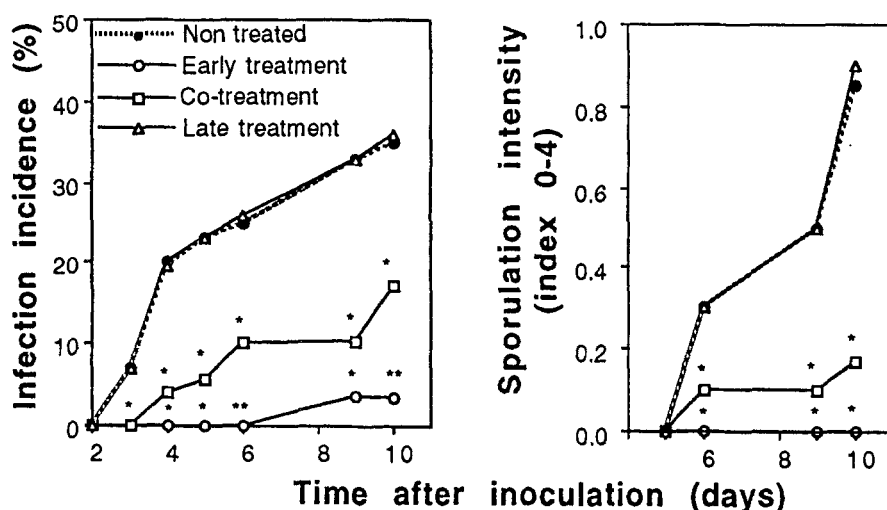 Infection incidence (%)
50
40
30
20
10
0
Non treated
Early treatment
Co-treatment
Late treatment
* * * * * *
* * ** * **
2 4 6 8 10
Sporulation intensity
(index 0-4)
1.0
0.8
0.6
0.4
0.2
0.0
* * *
* * *
6 8 10
Time after inoculation (days)